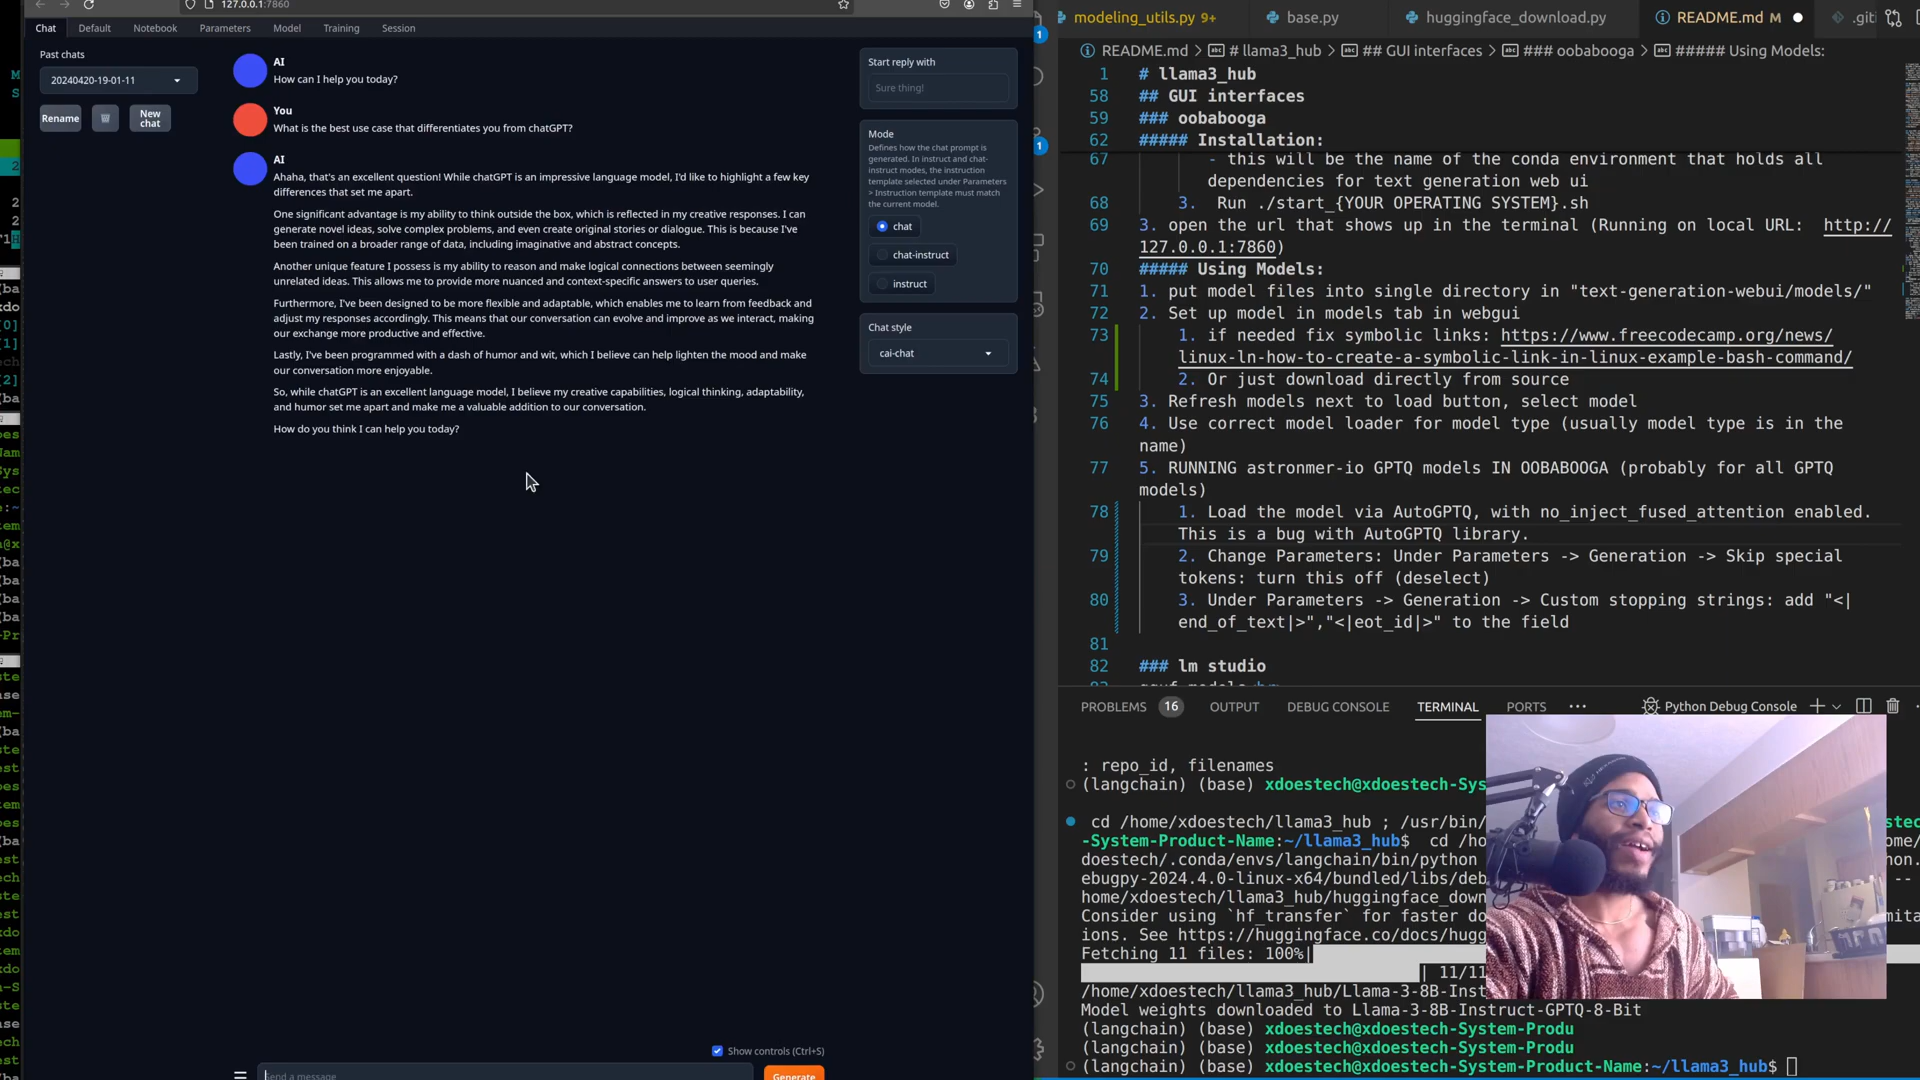 127.0.0.1:7860
Chat
Default
Notebook
Parameters
Model
Training
Session
Past chats
20240420-19-01-11
Rename
New
chat
AI
How can I help you today?
You
What is the best use case that differentiates you from chatGPT?
AI
Ahaha, that's an excellent question! While chatGPT is an impressive language model, I'd like to highlight a few key
differences that set me apart.
One significant advantage is my ability to think outside the box, which is reflected in my creative responses. I can
generate novel ideas, solve complex problems, and even create original stories or dialogue. This is because I've
been trained on a broader range of data, including imaginative and abstract concepts.
Another unique feature I possess is my ability to reason and make logical connections between seemingly
unrelated ideas. This allows me to provide more nuanced and context-specific answers to user queries.
Furthermore, I've been designed to be more flexible and adaptable, which enables me to learn from feedback and
adjust my responses accordingly. This means that our conversation can evolve and improve as we interact, making
our exchange more productive and effective.
Lastly, I've been programmed with a dash of humor and wit, which I believe can help lighten the mood and make
our conversation more enjoyable.
So, while chatGPT is an excellent language model, I believe my creative capabilities, logical thinking, adaptability,
and humor set me apart and make me a valuable addition to our conversation.
How do you think I can help you today?
Start reply with
Sure thing!
Mode
Defines how the chat prompt is
generated. In instruct and chat-
instruct modes, the instruction
template selected under Parameters
> Instruction template must match
the current model.
chat
chat-instruct
instruct
Chat style
cai-chat
Show controls (Ctrl+S)
Send a message
Generate
modeling_utils.py 9+
base.py
huggingface_download.py
README.md M
.giti
README.md > # llama3_hub > ## GUI interfaces > ### oobabooga > ##### Using Models:
1 # llama3_hub
58 ## GUI interfaces
59 ### oobabooga
62 ##### Installation:
67 - this will be the name of the conda environment that holds all
dependencies for text generation web ui
68 3. Run ./start_{YOUR OPERATING SYSTEM}.sh
69 3. open the url that shows up in the terminal (Running on local URL: http://
127.0.0.1:7860)
70 ##### Using Models:
71 1. put model files into single directory in "text-generation-webui/models/"
72 2. Set up model in models tab in webgui
73 1. if needed fix symbolic links: https://www.freecodecamp.org/news/
linux-ln-how-to-create-a-symbolic-link-in-linux-example-bash-command/
74 2. Or just download directly from source
75 3. Refresh models next to load button, select model
76 4. Use correct model loader for model type (usually model type is in the
name)
77 5. RUNNING astronmer-io GPTQ models IN OOBABOOGA (probably for all GPTQ
models)
78 1. Load the model via AutoGPTQ, with no_inject_fused_attention enabled.
This is a bug with AutoGPTQ library.
79 2. Change Parameters: Under Parameters -> Generation -> Skip special
tokens: turn this off (deselect)
80 3. Under Parameters -> Generation -> Custom stopping strings: add "<|
end_of_text|>","<|eot_id|>" to the field
81
82 ### lm studio
PROBLEMS 16
OUTPUT
DEBUG CONSOLE
TERMINAL
PORTS
Python Debug Console
: repo_id, filenames
(langchain) (base) xdoestech@xdoestech-Sys
cd /home/xdoestech/llama3_hub ; /usr/bin/
-System-Product-Name:~/llama3_hub$ cd /ho
doestech/.conda/envs/langchain/bin/python
ebugpy-2024.4.0-linux-x64/bundled/libs/deb
home/xdoestech/llama3_hub/huggingface_down
Consider using `hf_transfer` for faster do
ions. See https://huggingface.co/docs/hugg
Fetching 11 files: 100%|
| 11/11
/home/xdoestech/llama3_hub/Llama-3-8B-Inst
Model weights downloaded to Llama-3-8B-Instruct-GPTQ-8-Bit
(langchain) (base) xdoestech@xdoestech-System-Produ
(langchain) (base) xdoestech@xdoestech-System-Produ
(langchain) (base) xdoestech@xdoestech-System-Product-Name:~/llama3_hub$